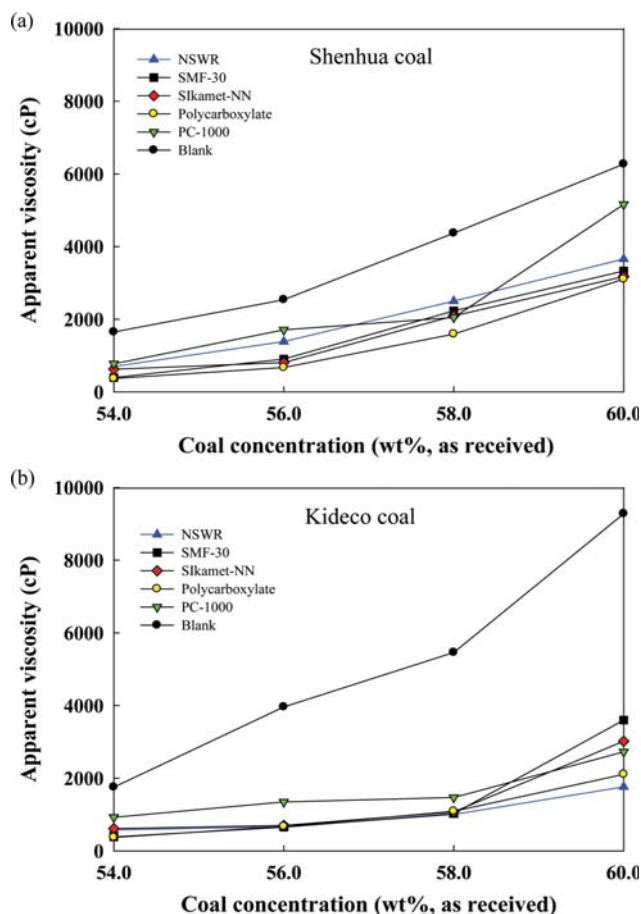 (a)
10000
8000
6000
4000
2000
0
Apparent viscosity (cP)
Shenhua coal
NSWR
SMF-30
SIkamet-NN
Polycarboxylate
PC-1000
Blank
54.0 56.0 58.0 60.0
Coal concentration (wt%, as received)
(b)
10000
8000
6000
4000
2000
0
Apparent viscosity (cP)
Kideco coal
NSWR
SMF-30
SIkamet-NN
Polycarboxylate
PC-1000
Blank
54.0 56.0 58.0 60.0
Coal concentration (wt%, as received)